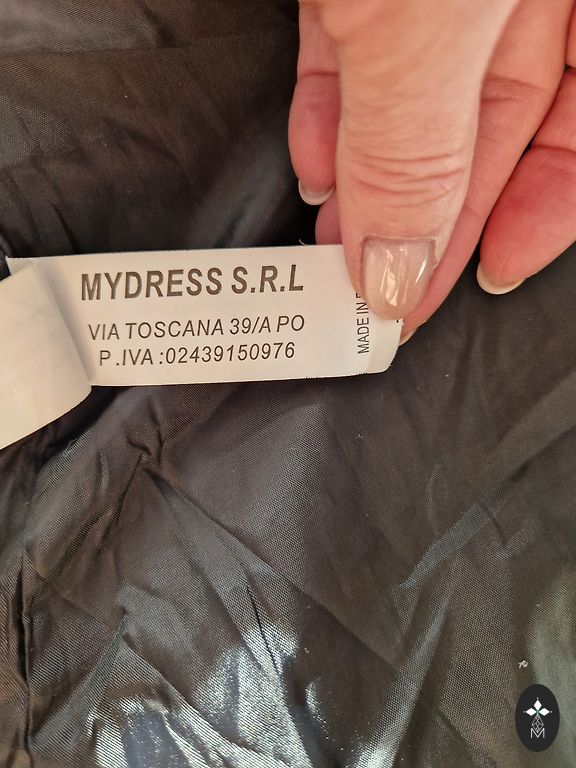 MYDRESS S.R.L
VIA TOSCANA 39/A PO
P.IVA :02439150976
MADE IN
M